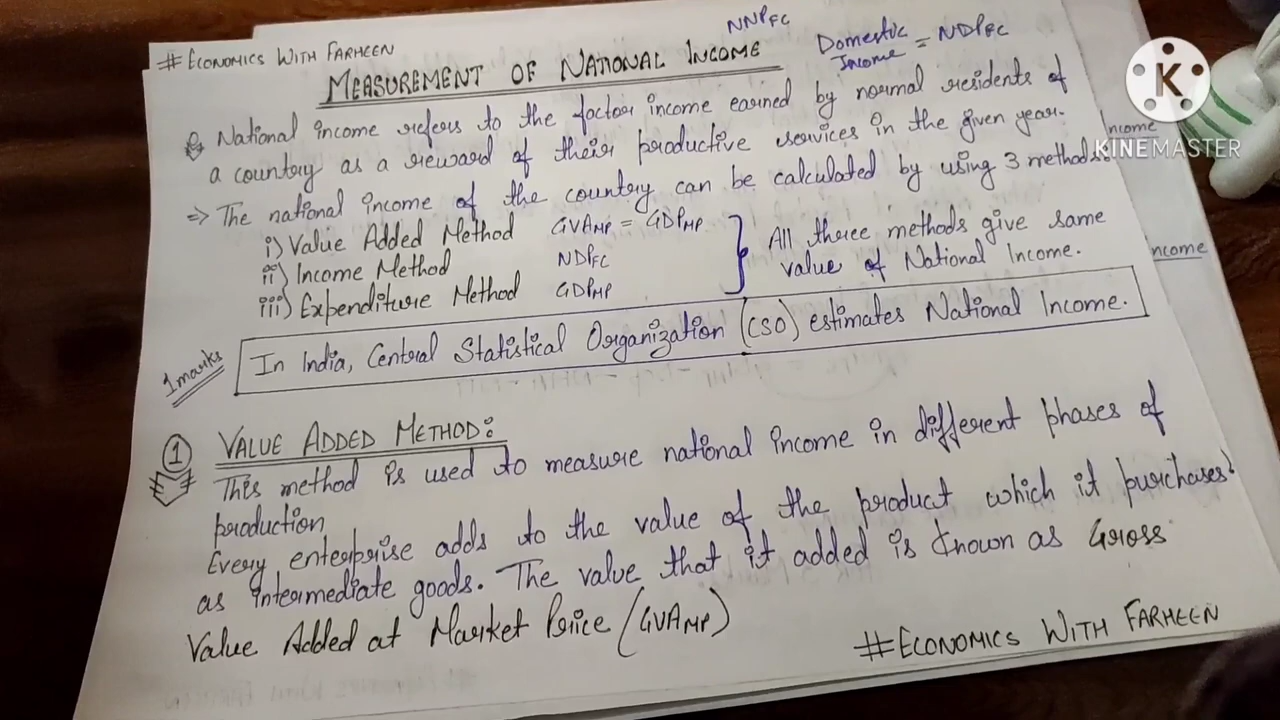 # ECONOMICS WITH FARHEEN
NNPFC
MEASUREMENT OF NATIONAL INCOME
Domestic Income = NDPFC
National income refers to the factor income earned by normal residents of
a country as a reward of their productive services in the given year.
=> The national income of the country can be calculated by using 3 methods:
i) Value Added Method GVAMP = GDPMP
ii) Income Method NDPFC
iii) Expenditure Method GDPMP
} All three methods give same
value of National Income.
1 marks
In India, Central Statistical Organization (CSO) estimates National Income.
1 VALUE ADDED METHOD:
This method is used to measure national income in different phases of
production
Every enterprise adds to the value of the product which it purchases
as intermediate goods. The value that it added is known as Gross
Value Added at Market Price (GVAMP)
# ECONOMICS WITH FARHEEN
K
KINEMASTER
ncome
ncome